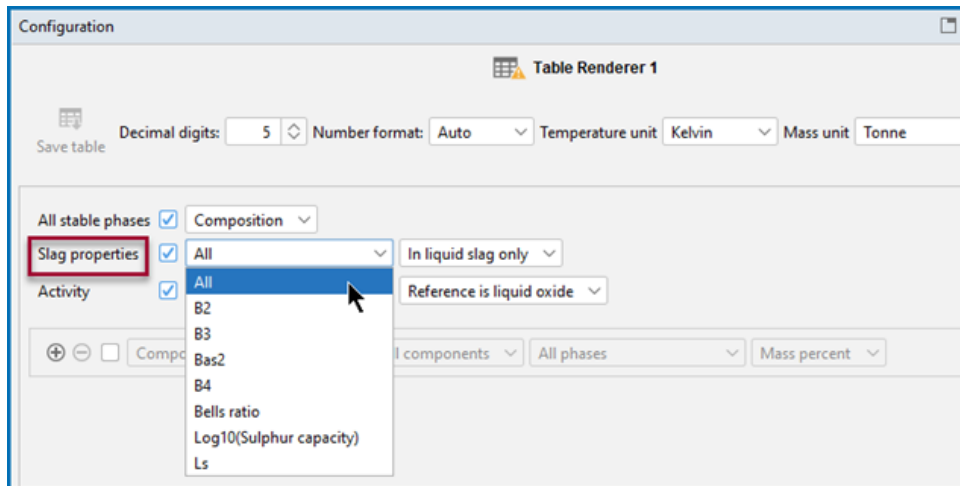 Configuration
Table Renderer 1
Save table
Decimal digits: 5 Number format: Auto Temperature unit Kelvin Mass unit Tonne
All stable phases Composition
Slag properties All In liquid slag only
Activity All Reference is liquid oxide
B2
B3
Compo l components All phases Mass percent
Bas2
B4
Bells ratio
Log10(Sulphur capacity)
Ls